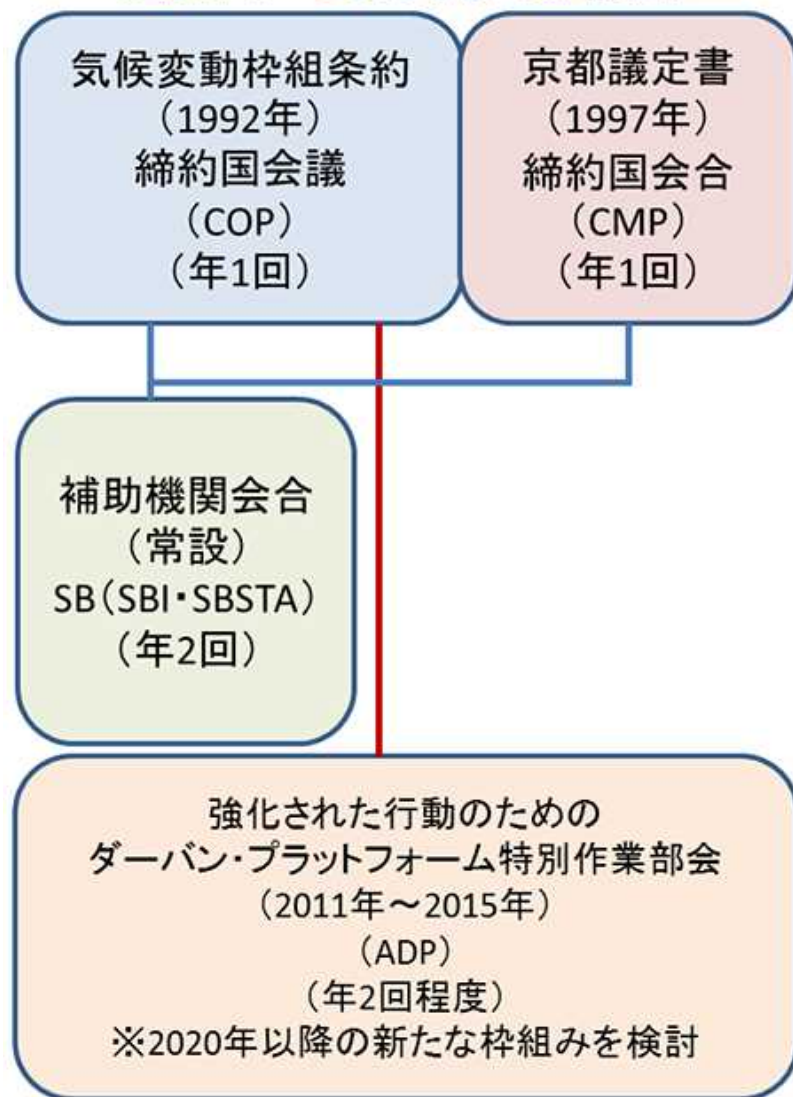 気候変動枠組条約
(1992年)
締約国会議
(COP)
(年1回)
京都議定書
(1997年)
締約国会合
(CMP)
(年1回)
補助機関会合
(常設)
SB(SBI・SBSTA)
(年2回)
強化された行動のための
ダーバン・プラットフォーム特別作業部会
(2011年～2015年)
(ADP)
(年2回程度)
※2020年以降の新たな枠組みを検討